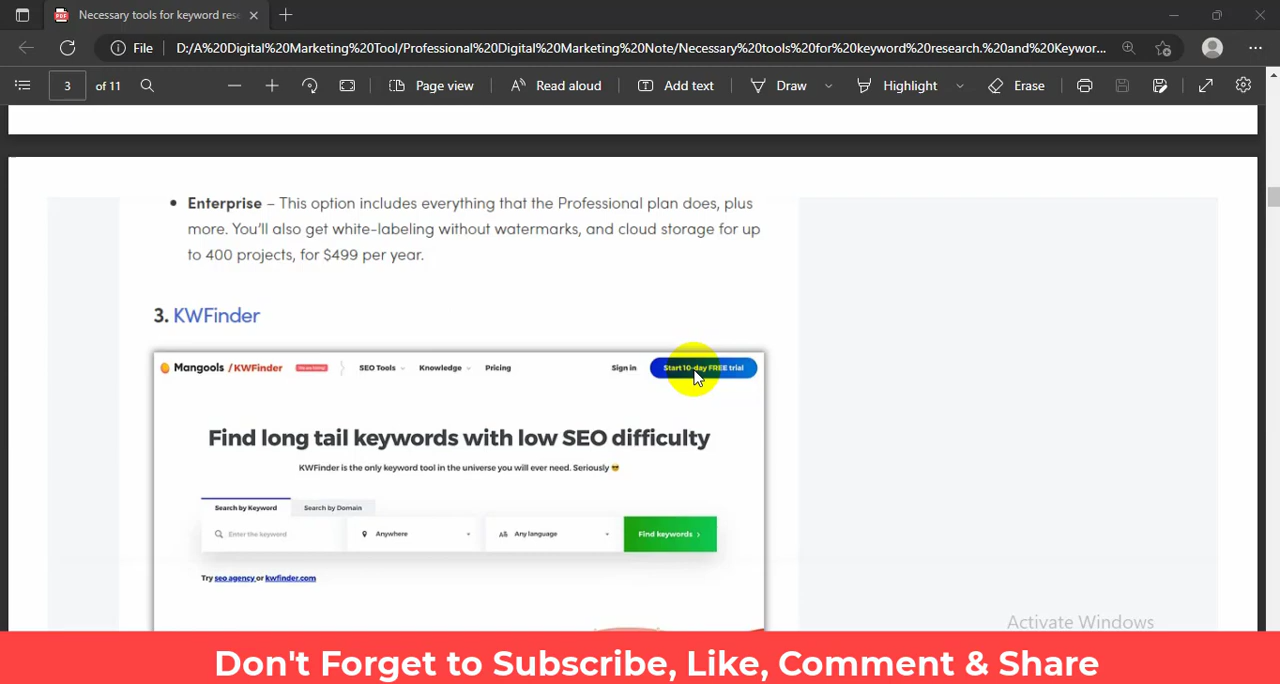 Necessary tools for keyword rese
File
D:/A%20Digital%20Marketing%20Tool/Professional%20Digital%20Marketing%20Note/Necessary%20tools%20for%20keyword%20research.%20and%20Keywor...
3 of 11
Page view
Read aloud
Add text
Draw
Highlight
Erase
• Enterprise – This option includes everything that the Professional plan does, plus
more. You'll also get white-labeling without watermarks, and cloud storage for up
to 400 projects, for $499 per year.
3. KWFinder
Mangools /KWFinder
SEO Tools
Knowledge
Pricing
Sign in
Start 10-day FREE trial
Find long tail keywords with low SEO difficulty
KWFinder is the only keyword tool in the universe you will ever need. Seriously 😎
Search by Keyword
Search by Domain
Enter the keyword
Anywhere
Any language
Find keywords
Try seo agency or kwfinder.com
Activate Windows
Don't Forget to Subscribe, Like, Comment & Share